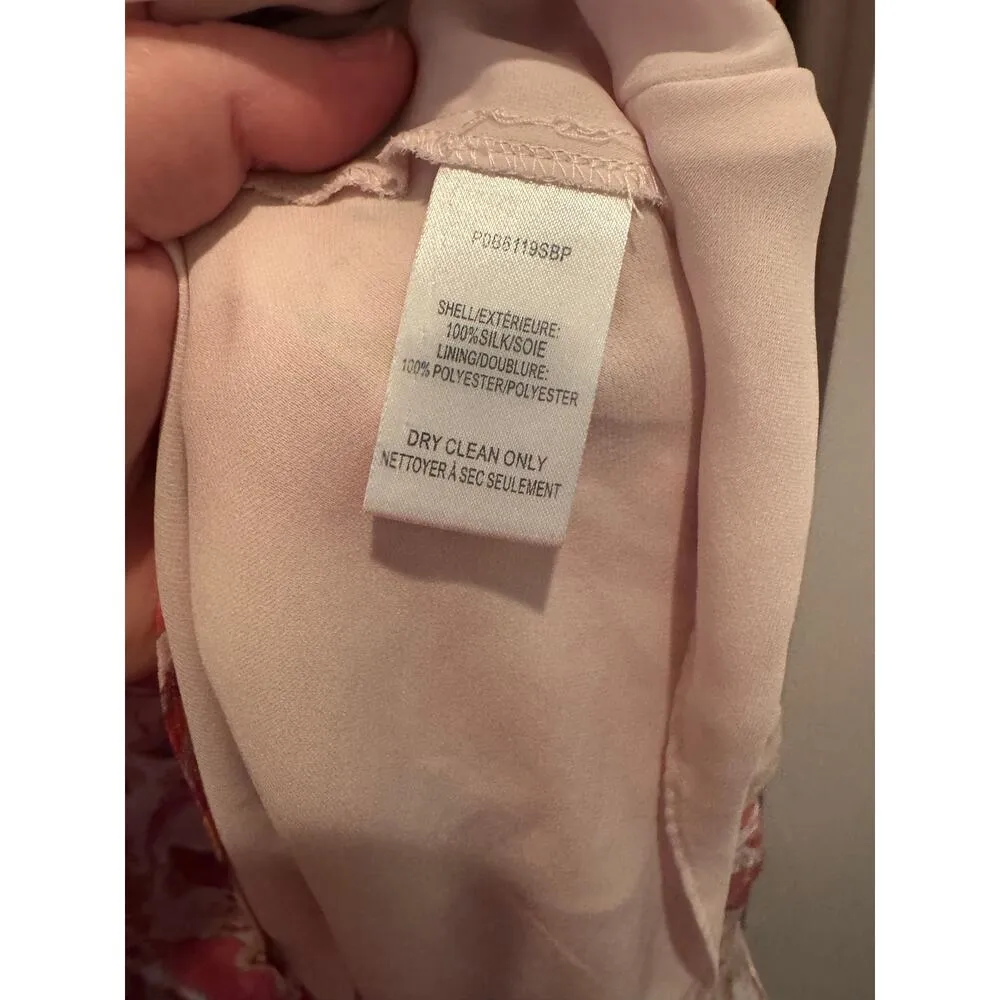 PDB6119SBP
SHELL/EXTÉRIEURE:
100%SILK/SOIE
LINING/DOUBLURE:
100% POLYESTER/POLYESTER
DRY CLEAN ONLY
NETTOYER À SEC SEULEMENT